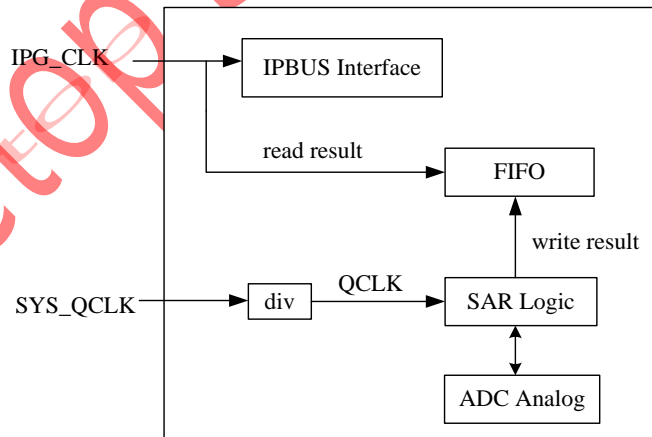 IPG_CLK
IPBUS Interface
read result
FIFO
write result
SYS_QCLK
div
QCLK
SAR Logic
ADC Analog